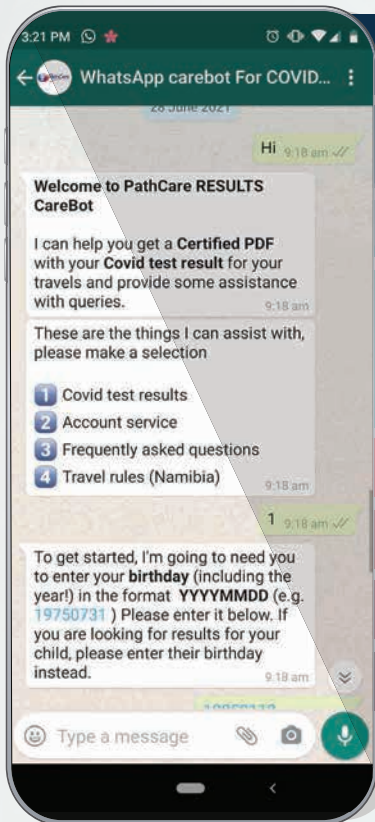 3:21 PM
WhatsApp carebot For COVID...
28 June 2021
Hi 9:18 am
Welcome to PathCare RESULTS
CareBot
I can help you get a Certified PDF
with your Covid test result for your
travels and provide some assistance
with queries.
9:18 am
These are the things I can assist with,
please make a selection
1 Covid test results
2 Account service
3 Frequently asked questions
4 Travel rules (Namibia)
9:18 am
1 9:18 am
To get started, I'm going to need you
to enter your birthday (including the
year!) in the format YYYYMMDD (e.g.
19750731 ) Please enter it below. If
you are looking for results for your
child, please enter their birthday
instead.
9:18 am
Type a message